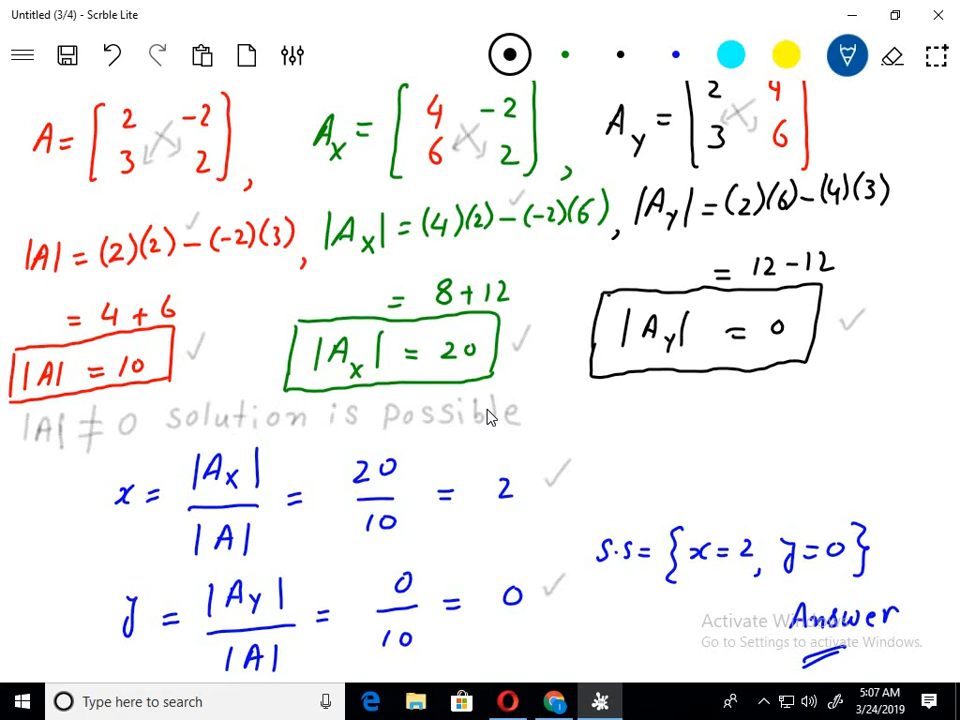 Untitled (3/4) - Scrble Lite
A = [ 2 -2
3 2 ] ,
Ax = [ 4 -2
6 2 ] ,
Ay = | 2 4
3 6 |
|A| = (2)(2) - (-2)(3) ,
= 4 + 6
|A| = 10
|Ax| = (4)(2) - (-2)(6) ,
= 8 + 12
|Ax| = 20
|Ay| = (2)(6) - (4)(3)
= 12 - 12
|Ay| = 0
|A| ≠ 0 solution is possible
x = |Ax| / |A| = 20 / 10 = 2
y = |Ay| / |A| = 0 / 10 = 0
S.S = { x = 2, y = 0 }
Answer
Activate Windows
Go to Settings to activate Windows.
Type here to search
5:07 AM
3/24/2019